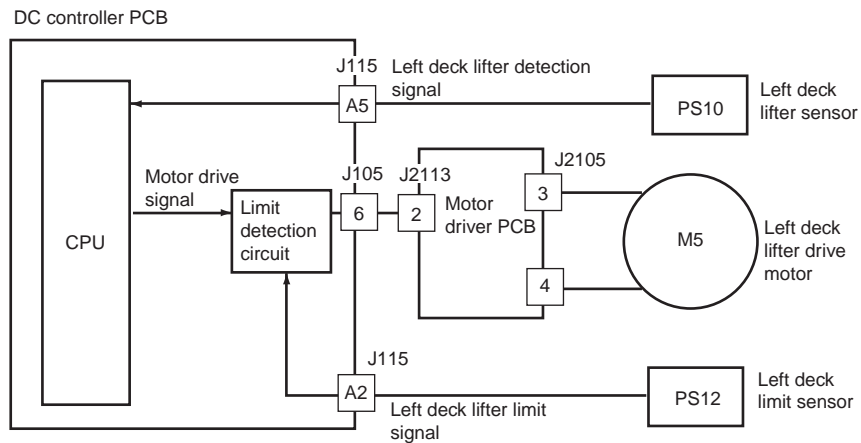 DC controller PCB
J115
Left deck lifter detection
signal
A5
PS10
Left deck
lifter sensor
Motor drive
signal
CPU
Limit
detection
circuit
J105
6
J2113
2
Motor
driver PCB
J2105
3
4
M5
Left deck
lifter drive
motor
J115
A2
Left deck lifter limit
signal
PS12
Left deck
limit sensor